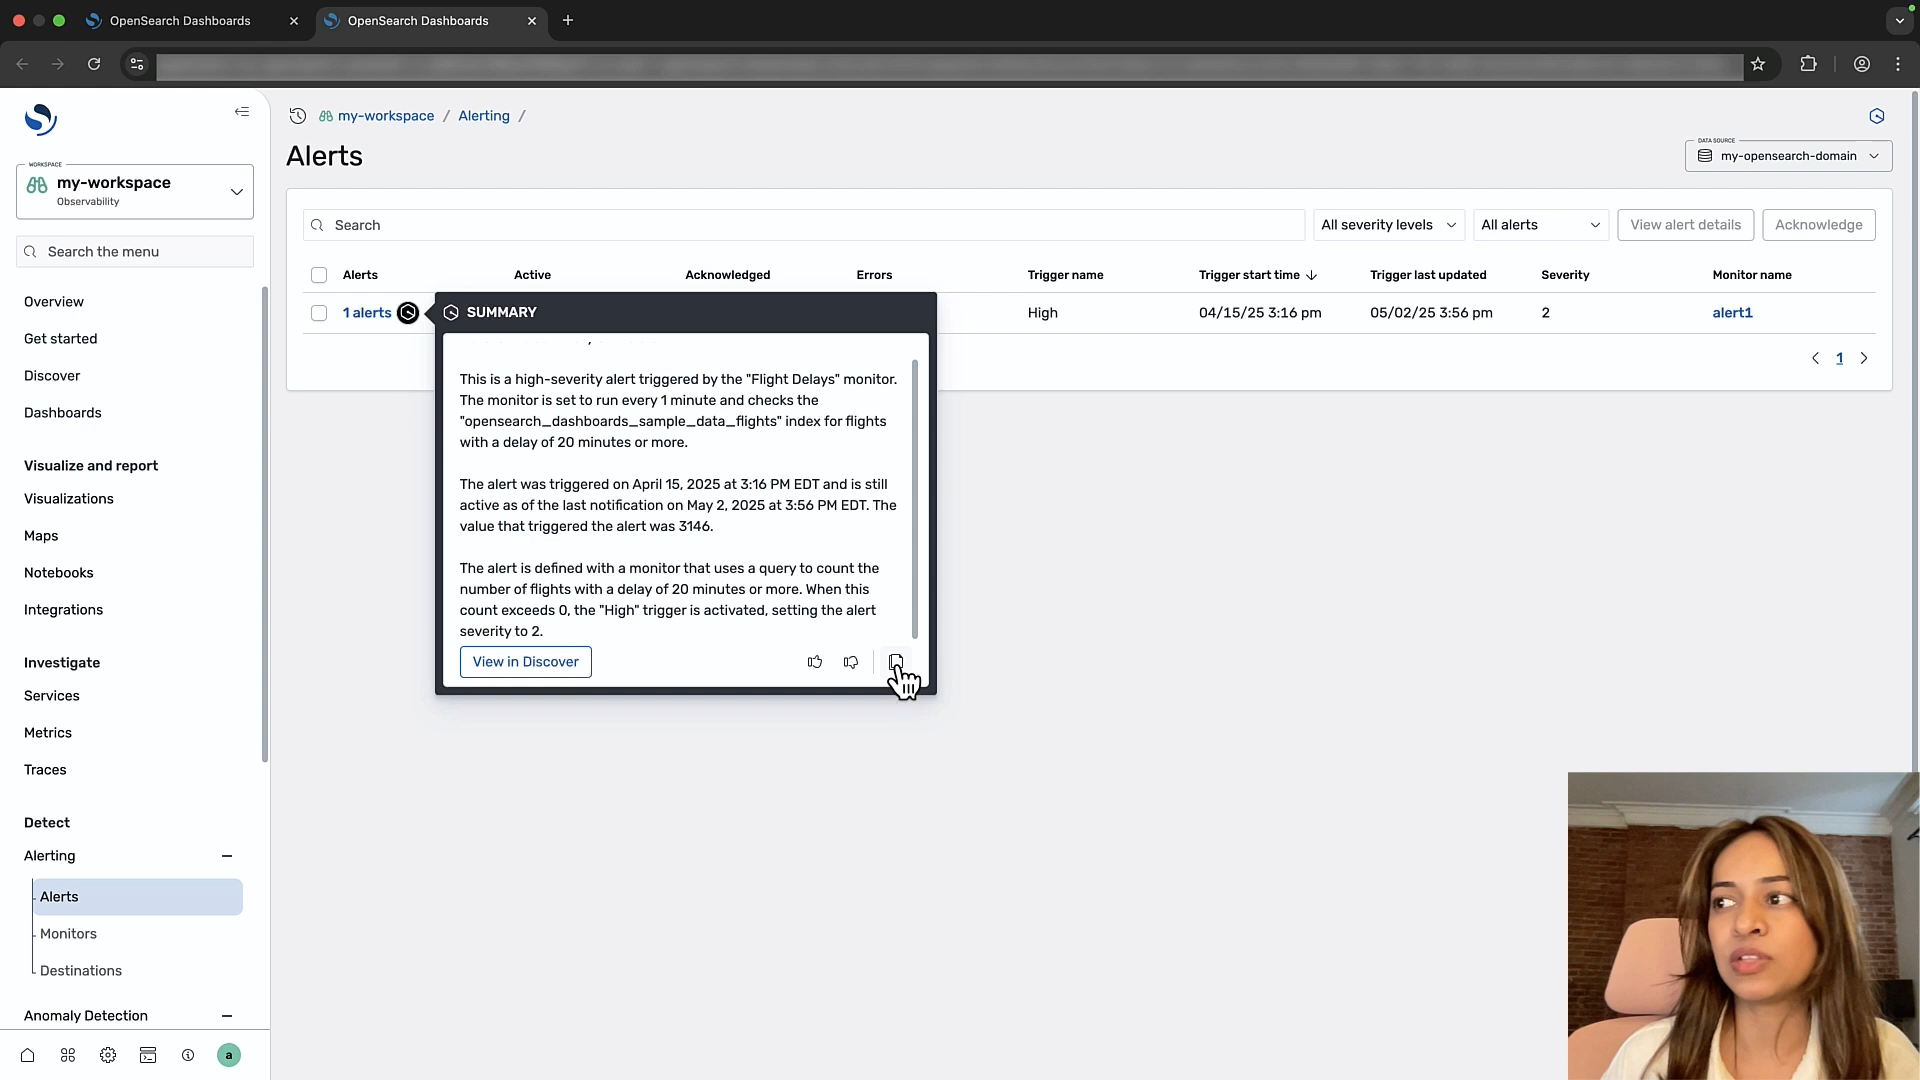 OpenSearch Dashboards
OpenSearch Dashboards
my-workspace / Alerting /
WORKSPACE
my-workspace
Observability
Search the menu
Overview
Get started
Discover
Dashboards
Visualize and report
Visualizations
Maps
Notebooks
Integrations
Investigate
Services
Metrics
Traces
Detect
Alerting
Alerts
Monitors
Destinations
Anomaly Detection
a
Alerts
DATA SOURCE
my-opensearch-domain
Search
All severity levels
All alerts
View alert details
Acknowledge
Alerts Active Acknowledged Errors Trigger name Trigger start time Trigger last updated Severity Monitor name
1 alerts High 04/15/25 3:16 pm 05/02/25 3:56 pm 2 alert1
1
SUMMARY
This is a high-severity alert triggered by the "Flight Delays" monitor.
The monitor is set to run every 1 minute and checks the
"opensearch_dashboards_sample_data_flights" index for flights
with a delay of 20 minutes or more.
The alert was triggered on April 15, 2025 at 3:16 PM EDT and is still
active as of the last notification on May 2, 2025 at 3:56 PM EDT. The
value that triggered the alert was 3146.
The alert is defined with a monitor that uses a query to count the
number of flights with a delay of 20 minutes or more. When this
count exceeds 0, the "High" trigger is activated, setting the alert
severity to 2.
View in Discover